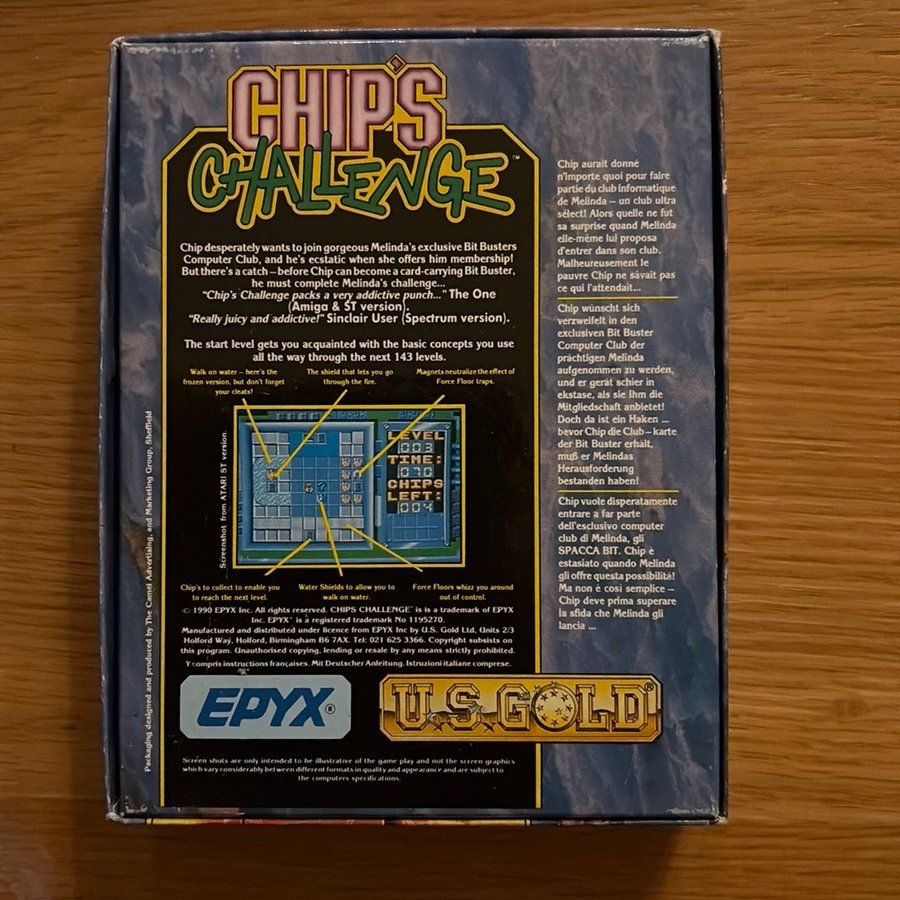 CHIP'S
CHALLENGE™
Chip desperately wants to join gorgeous Melinda's exclusive Bit Busters
Computer Club, and he's ecstatic when she offers him membership!
But there's a catch – before Chip can become a card-carrying Bit Buster,
he must complete Melinda's challenge...
"Chip's Challenge packs a very addictive punch..." The One
(Amiga & ST version).
"Really juicy and addictive!" Sinclair User (Spectrum version).
The start level gets you acquainted with the basic concepts you use
all the way through the next 143 levels.
Walk on water – here's the
frozen version, but don't forget
your cleats!
The shield that lets you go
through the fire.
Magnets neutralize the effect of
Force Floor traps.
Screenshot from ATARI ST version.
LEVEL
003
TIME:
070
CHIPS
LEFT:
004
Chip's to collect to enable you
to reach the next level.
Water Shields to allow you to
walk on water.
Force Floors whizz you around
out of control.
© 1990 EPYX Inc. All rights reserved. CHIPS CHALLENGE™ is is a trademark of EPYX
Inc. EPYX® is a registered trademark No 1195270.
Manufactured and distributed under licence from EPYX Inc by U.S. Gold Ltd, Units 2/3
Holford Way, Holford, Birmingham B6 7AX. Tel: 021 625 3366. Copyright subsists on
this program. Unauthorised copying, lending or resale by any means strictly prohibited.
Y compris instructions françaises. Mit Deutscher Anleitung. Istruzioni italiane comprese.
EPYX®
U.S. GOLD®
Screen shots are only intended to be illustrative of the game play and not the screen graphics
which vary considerably between different formats in quality and appearance and are subject to
the computers specifications.
Chip aurait donné
n'importe quoi pour faire
partie du club informatique
de Melinda – un club ultra
sélect! Alors quelle ne fut
sa surprise quand Melinda
elle-mème lui proposa
d'entrer dans son club.
Malheureusement le
pauvre Chip ne sàvait pas
ce qui l'attendait...
Chip wünscht sich
verzweifelt in den
exclusiven Bit Buster
Computer Club der
prächtigen Melinda
aufgenommen zu werden,
und er gerät schier in
ekstase, als sie Ihm die
Mitgliedschaft anbietet!
Doch da ist ein Haken ...
bevor Chip die Club – karte
der Bit Buster erhält,
muß er Melindas
Herausforderung
bestanden haben!
Chip vuole disperatamente
entrare a far parte
dell'esclusivo computer
club di Melinda, gli
SPACCA BIT. Chip è
estasiato quando Melinda
gli offre questa possibilità!
Ma non è così semplice –
Chip deve prima superare
la sfida che Melinda gli
lancia ...
Packaging designed and produced by The Camel Advertising, and Marketing Group, Sheffield